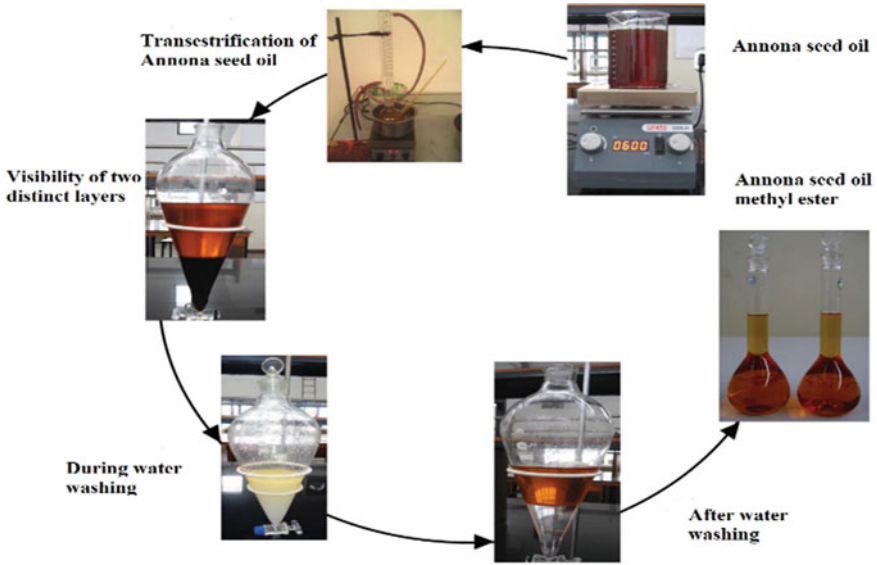 Transestrification of
Annona seed oil
Annona seed oil
0600
Visibility of two
distinct layers
Annona seed oil
methyl ester
During water
washing
After water
washing